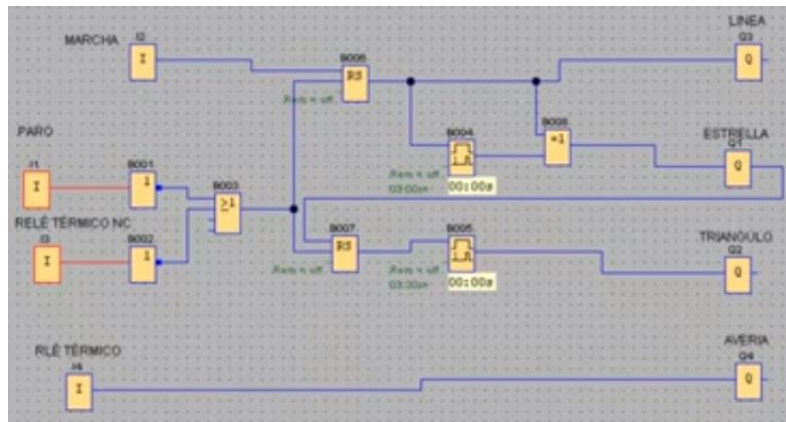 LINEA
Q3
MARCHA
I2
I
B006
RS
Q
Rem = off
PARO
B004
B008
=1
ESTRELLA
Q1
Q
I1
I
B001
1
B003
≥1
Rem = off
03:00s+
00:00s
RELÉ TÉRMICO NC
I3
I
B002
1
B007
RS
Rem = off
B005
Rem = off
03:00s+
00:00s
TRIANGULO
Q2
Q
RLÉ TÉRMICO
I4
I
AVERIA
Q4
Q